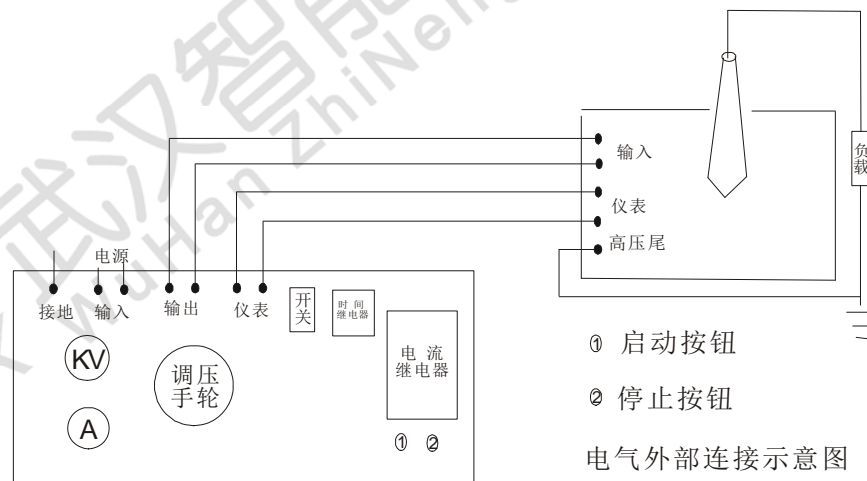 武汉智能
WuHan ZhiNen
输入
仪表
高压尾
负载
电源
接地
输入
输出
仪表
开关
时 间
继电器
KV
A
调压
手轮
电 流
继电器
① ②
① 启动按钮
② 停止按钮
电气外部连接示意图